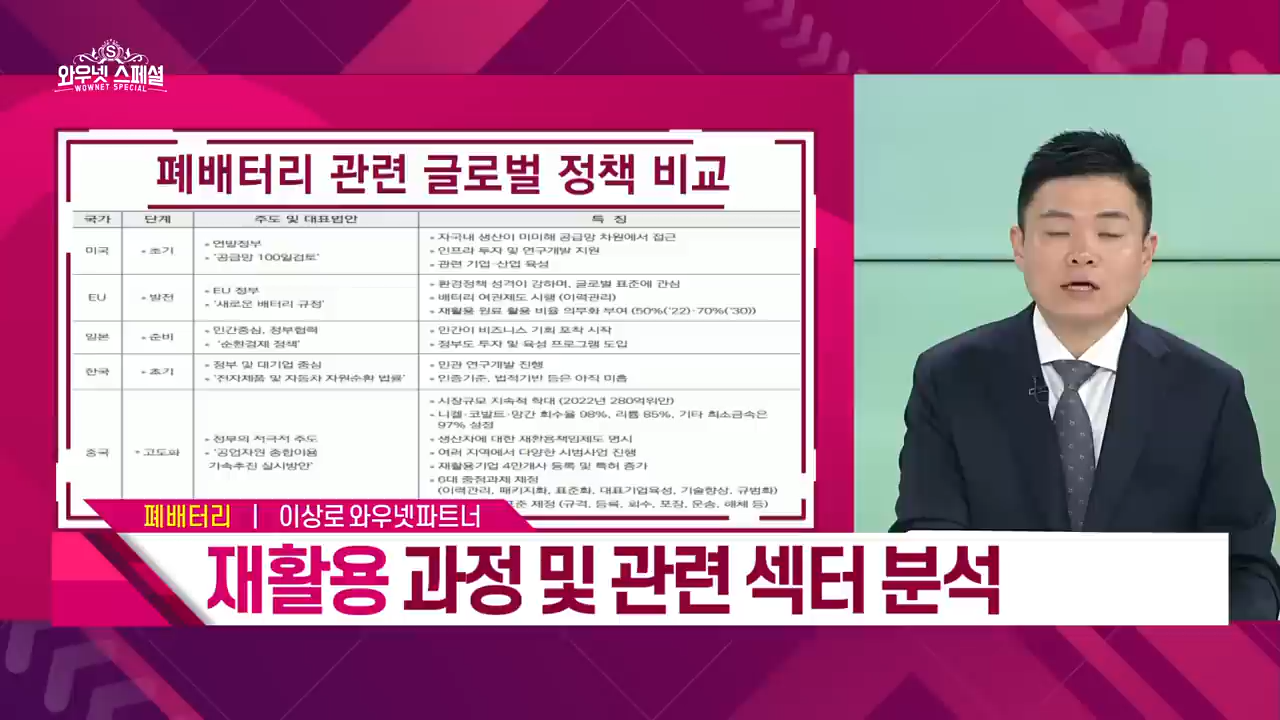 와우넷 스페셜
WOWNET SPECIAL
폐배터리 관련 글로벌 정책 비교
국가 단계 주도 및 대표법안 특 징
미국
• 초기
• 연방정부
• '공급망 100일검토'
• 자국내 생산이 미미해 공급망 차원에서 접근
• 인프라 투자 및 연구개발 지원
• 관련 기업·산업 육성
EU
• 발전
• EU 정부
• '새로운 배터리 규정'
• 환경정책 성격이 강하며, 글로벌 표준에 관심
• 배터리 여권제도 시행 (이력관리)
• 재활용 원료 활용 비율 의무화 부여 (50%('22)·70%('30))
일본
• 준비
• 민간중심, 정부협력
• '순환경제 정책'
• 민간이 비즈니스 기회 포착 시작
• 정부도 투자 및 육성 프로그램 도입
한국
• 초기
• 정부 및 대기업 중심
• '전자제품 및 자동차 자원순환 법률'
• 민관 연구개발 진행
• 인증기준, 법적기반 등은 아직 미흡
중국
• 고도화
• 정부의 적극적 주도
• '공업자원 종합이용
가속추진 실시방안'
• 시장규모 지속적 확대 (2022년 280억위안)
• 니켈·코발트·망간 회수율 98%, 리튬 85%, 기타 희소금속은
97% 설정
• 생산자에 대한 재활용책임제도 명시
• 여러 지역에서 다양한 시범사업 진행
• 재활용기업 4만개사 등록 및 특허 증가
• 6대 중점과제 제정
(이력관리, 패키지화, 표준화, 대표기업육성, 기술향상, 규범화)
제정 (규격, 등록, 회수, 포장, 운송, 해체 등)
폐배터리 | 이상로 와우넷파트너
재활용 과정 및 관련 섹터 분석